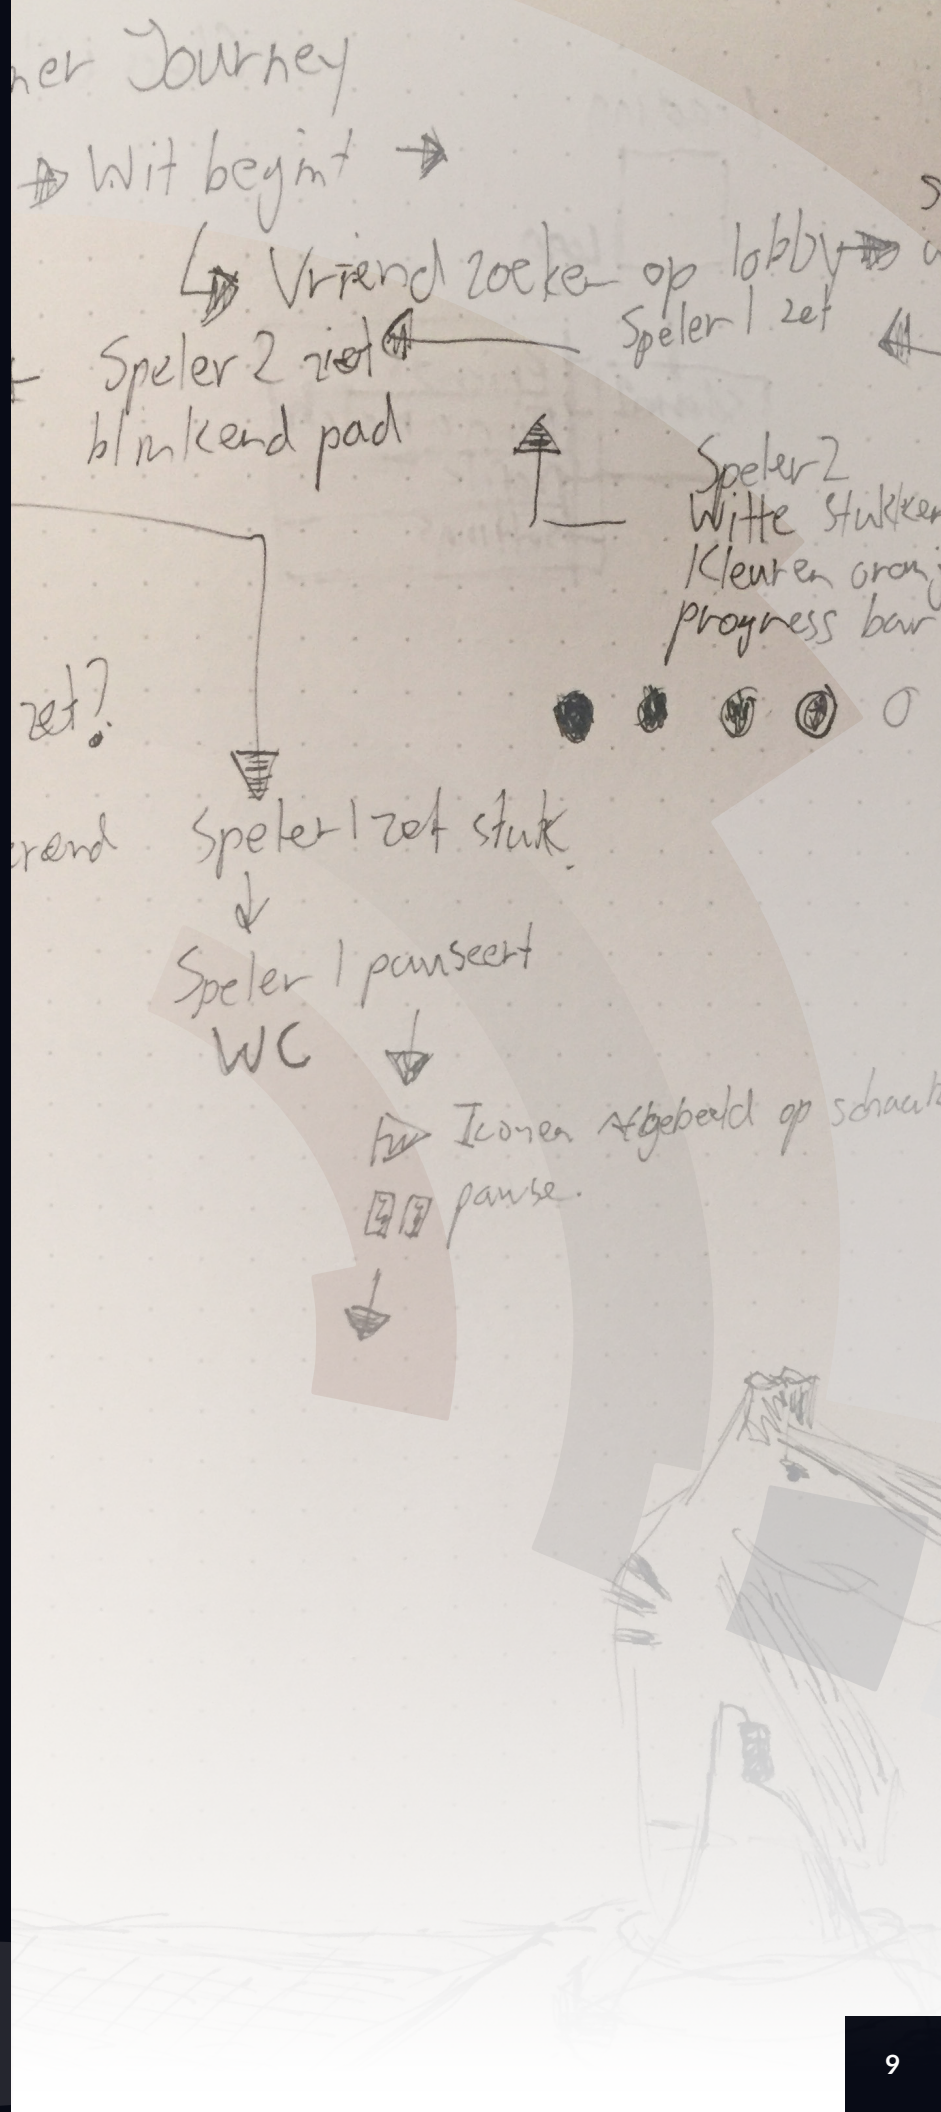 ner Journey
Wit begint
Vriend zoeken op lobby
Speler 1 zet
Speler 2 ziet
blinkend pad
Speler 2
Witte stukken
Kleuren oranj
progress bar
zet?
erend
Speler 1 zet stuk
Speler 1 pauseert
WC
Iconen Afgebeeld op schaak
pause.
9